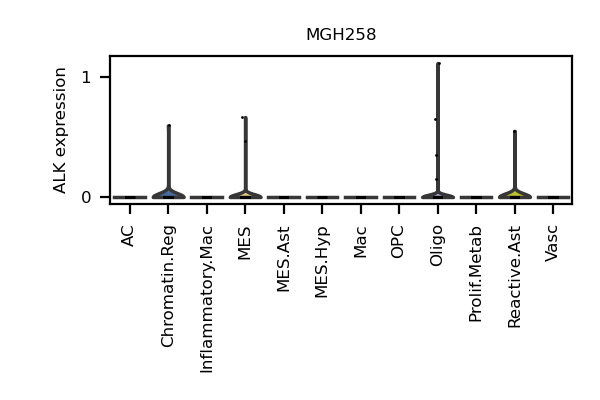 MGH258
ALK expression
1
0
AC
Chromatin.Reg
Inflammatory.Mac
MES
MES.Ast
MES.Hyp
Mac
OPC
Oligo
Prolif.Metab
Reactive.Ast
Vasc